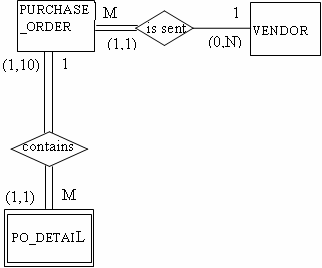 PURCHASE
_ORDER
M
1
is sent
VENDOR
(1,1)
(0,N)
(1,10)
1
contains
(1,1)
M
PO_DETAIL